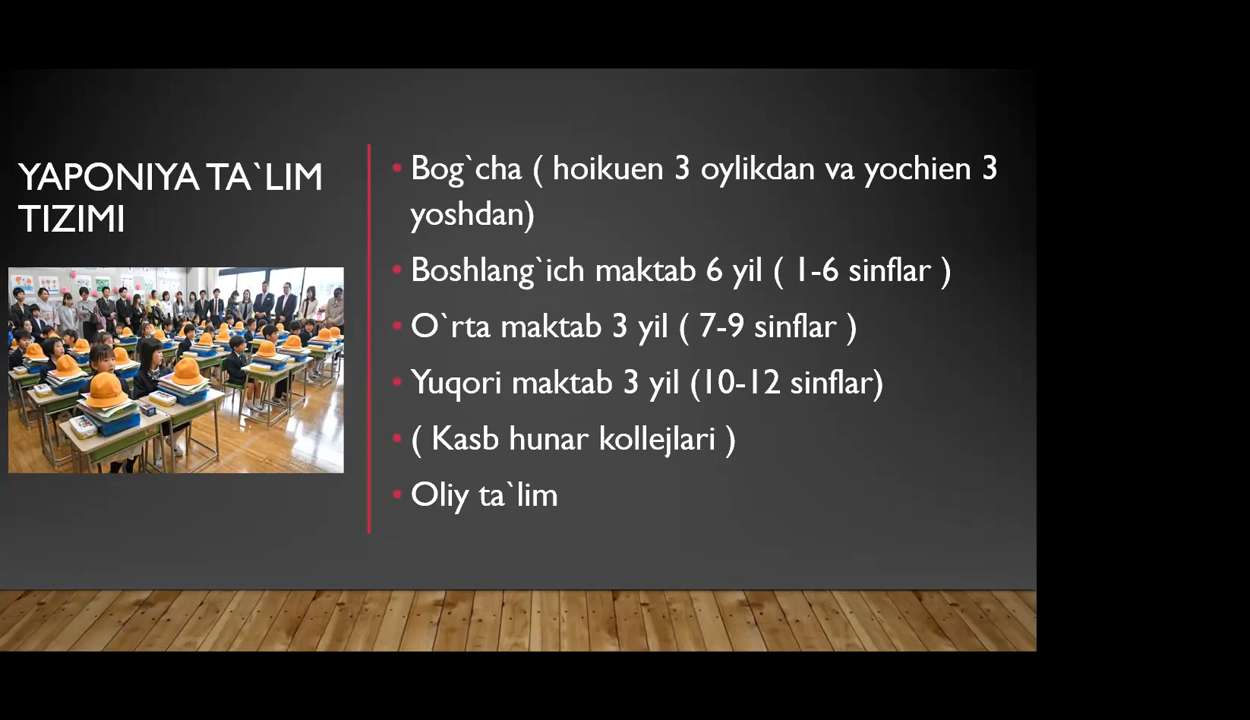 YAPONIYA TA`LIM
TIZIMI
• Bog`cha ( hoikuen 3 oylikdan va yochien 3
yoshdan)
• Boshlang`ich maktab 6 yil ( 1-6 sinflar )
• O`rta maktab 3 yil ( 7-9 sinflar )
• Yuqori maktab 3 yil (10-12 sinflar)
• ( Kasb hunar kollejlari )
• Oliy ta`lim